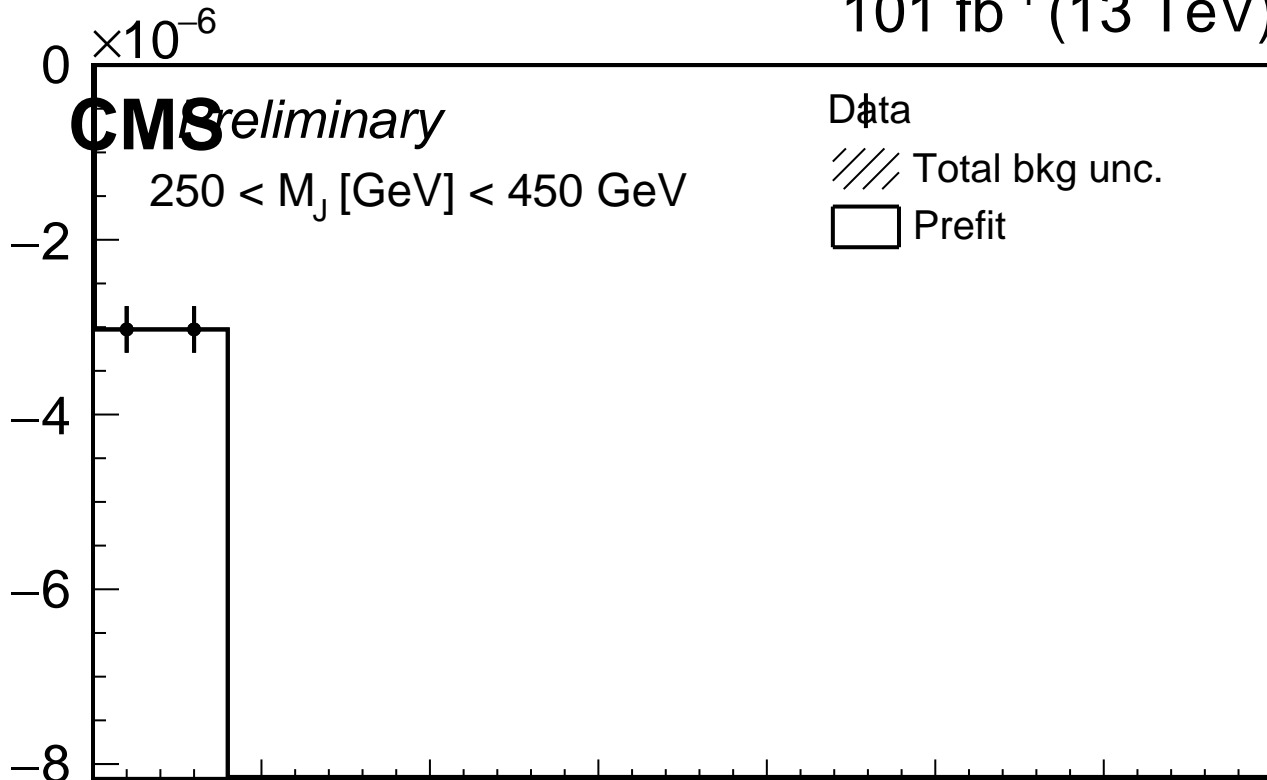 ×10⁻⁶
101 fb⁻¹ (13 TeV)
0
CMS Preliminary
Data
250 < M_J [GeV] < 450 GeV
Total bkg unc.
Prefit
−2
−4
−6
−8